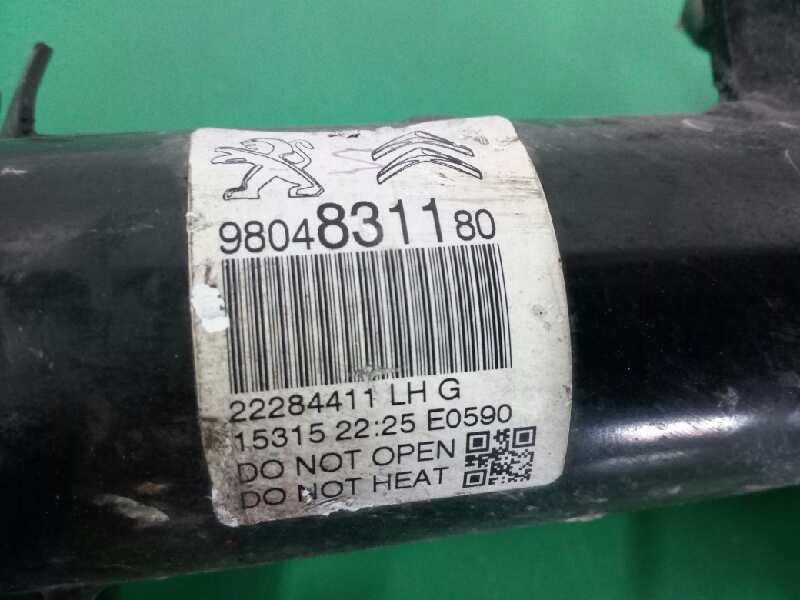 9804831180
22284411 LH G
15315 22:25 E0590
DO NOT OPEN
DO NOT HEAT